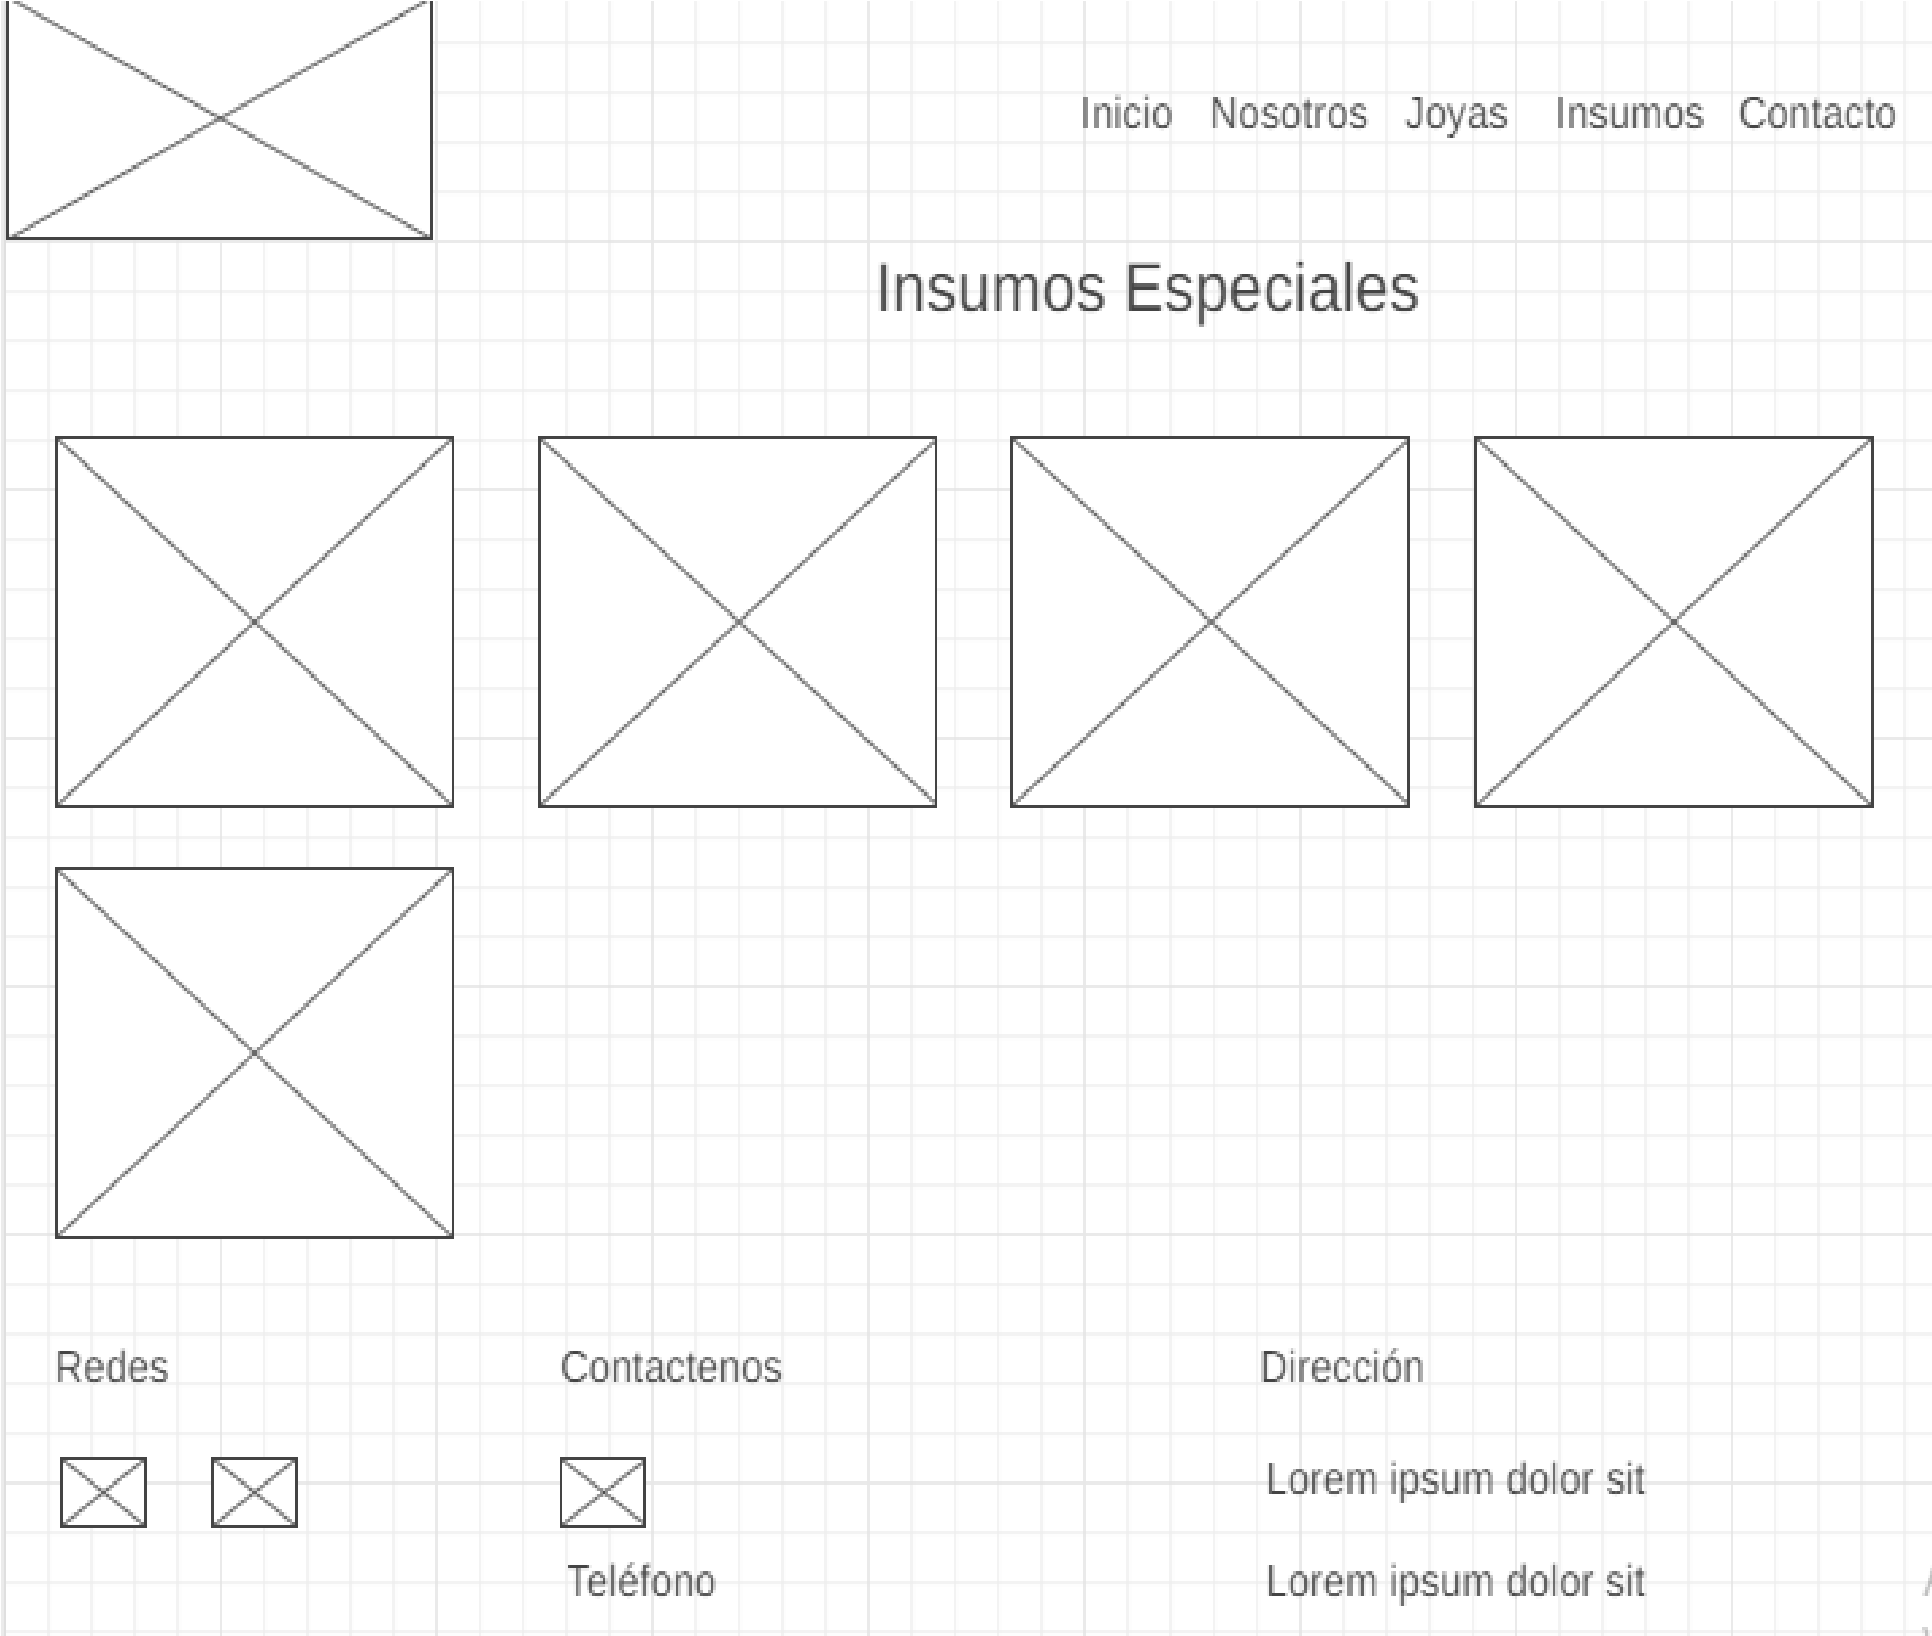 Inicio Nosotros Joyas Insumos Contacto
Insumos Especiales
Redes Contactenos Dirección
Lorem ipsum dolor sit
Teléfono Lorem ipsum dolor sit